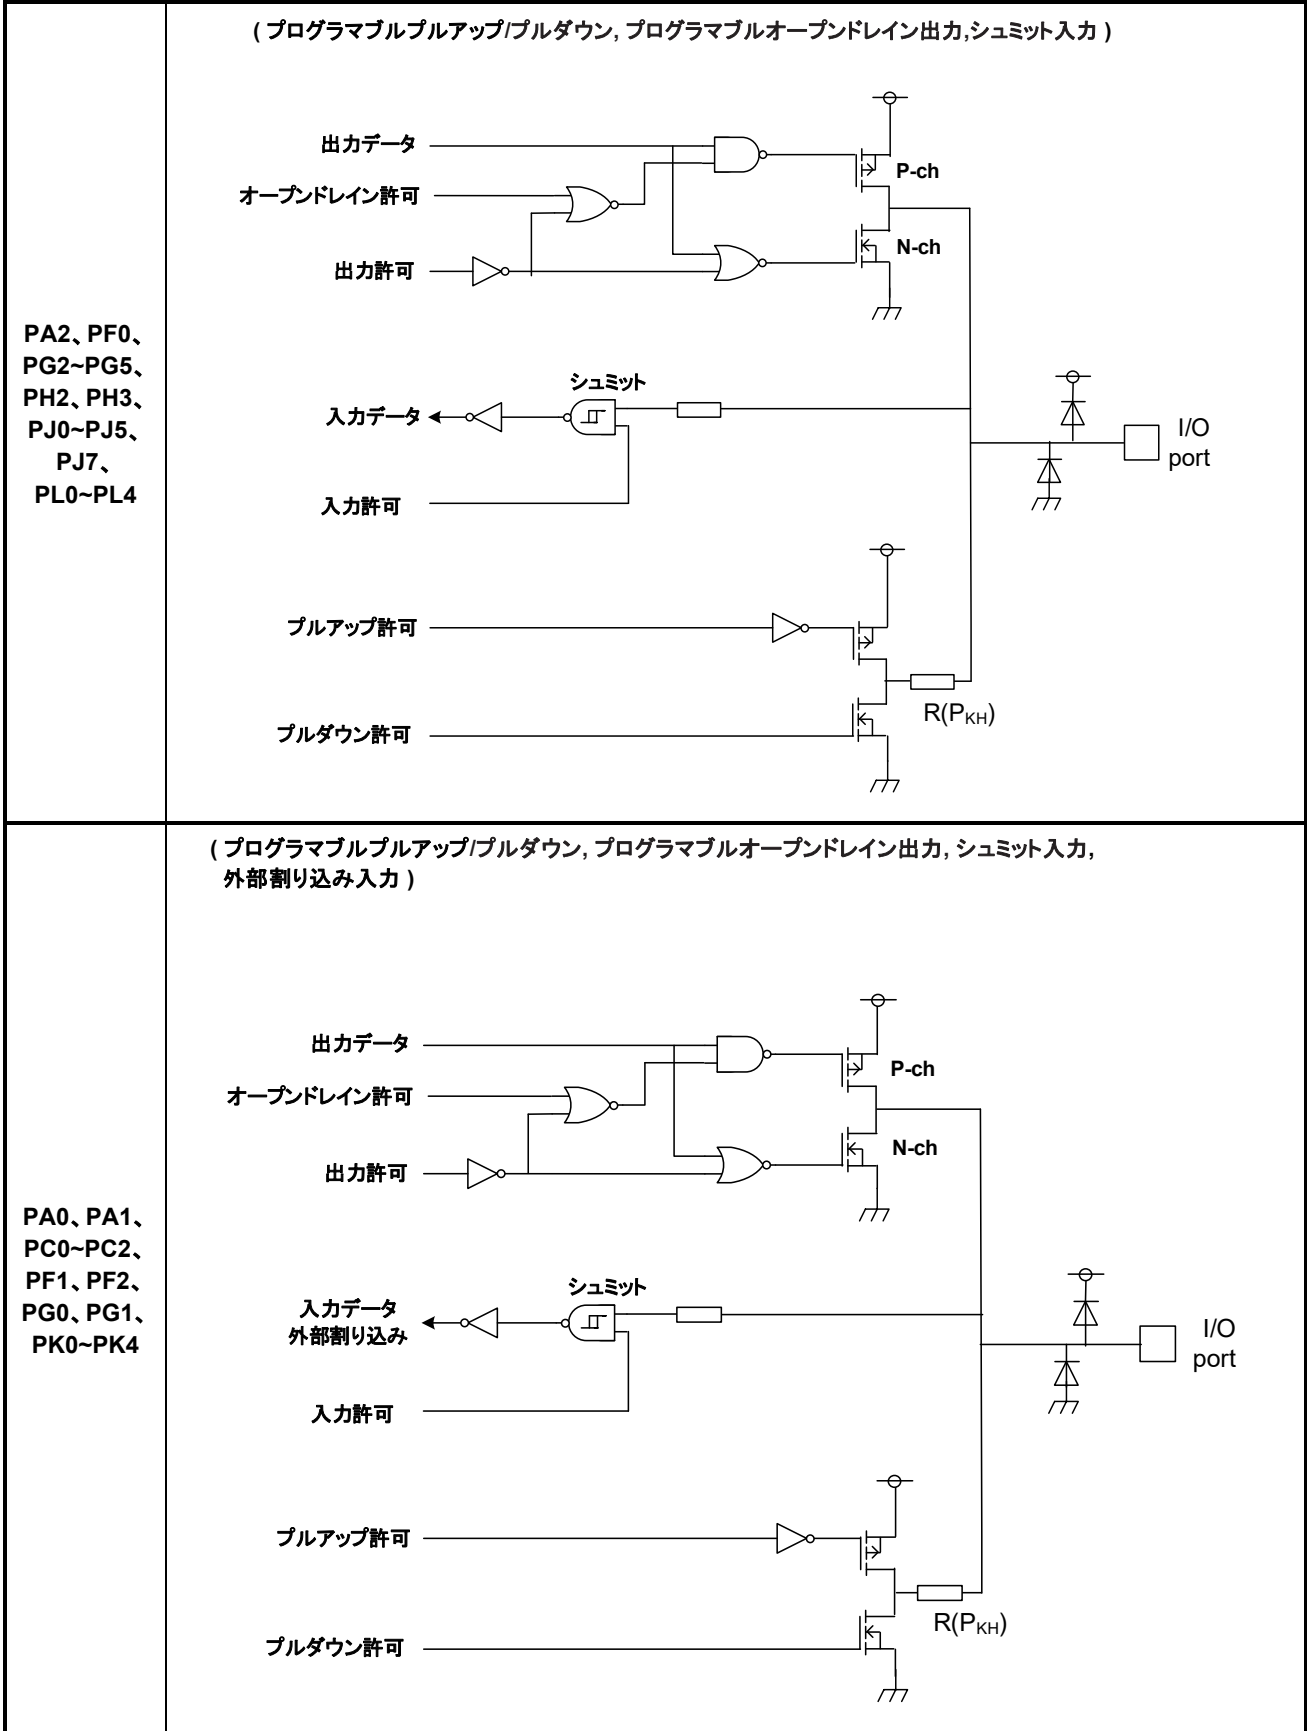 ( プログラマブルプルアップ/プルダウン, プログラマブルオープンドレイン出力,シュミット入力 )
出力データ
オープンドレイン許可
出力許可
P-ch
N-ch
PA2、PF0、
PG2~PG5、
PH2、PH3、
PJ0~PJ5、
PJ7、
PL0~PL4
シュミット
入力データ
入力許可
I/O
port
プルアップ許可
プルダウン許可
R(PKH)
( プログラマブルプルアップ/プルダウン, プログラマブルオープンドレイン出力, シュミット入力,
外部割り込み入力 )
出力データ
オープンドレイン許可
出力許可
P-ch
N-ch
PA0、PA1、
PC0~PC2、
PF1、PF2、
PG0、PG1、
PK0~PK4
シュミット
入力データ
外部割り込み
入力許可
I/O
port
プルアップ許可
プルダウン許可
R(PKH)